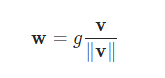 w = g v / ‖v‖